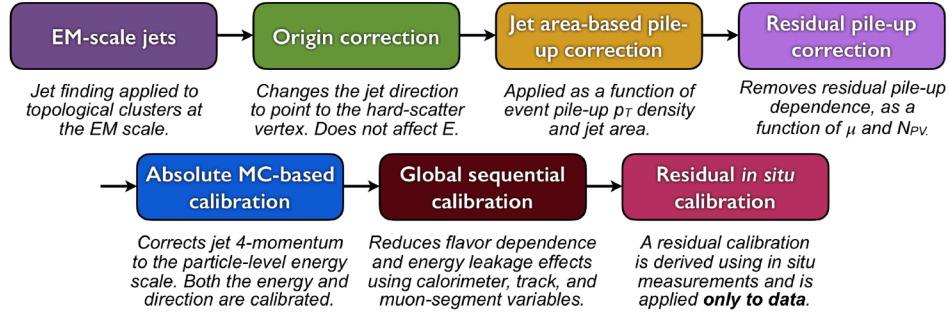 EM-scale jets
Jet finding applied to
topological clusters at
the EM scale.
Origin correction
Changes the jet direction
to point to the hard-scatter
vertex. Does not affect E.
Jet area-based pile-
up correction
Applied as a function of
event pile-up pT density
and jet area.
Residual pile-up
correction
Removes residual pile-up
dependence, as a
function of μ and NPV.
Absolute MC-based
calibration
Corrects jet 4-momentum
to the particle-level energy
scale. Both the energy and
direction are calibrated.
Global sequential
calibration
Reduces flavor dependence
and energy leakage effects
using calorimeter, track, and
muon-segment variables.
Residual in situ
calibration
A residual calibration
is derived using in situ
measurements and is
applied only to data.